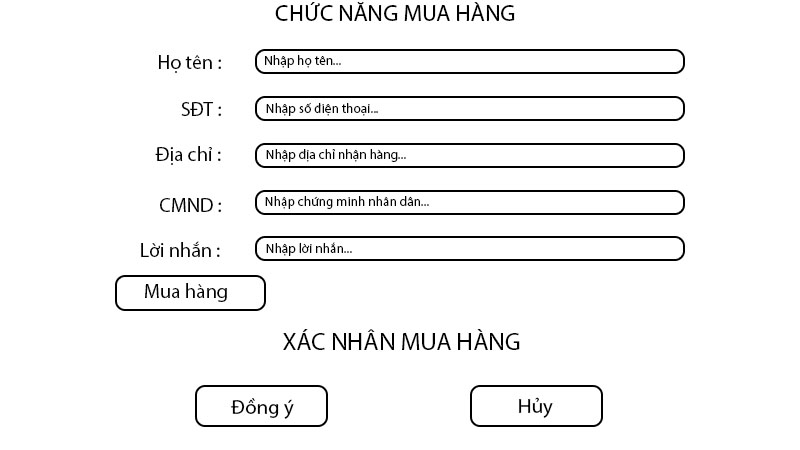 CHỨC NĂNG MUA HÀNG
Họ tên : Nhập họ tên...
SĐT : Nhập số diện thoại...
Địa chỉ : Nhập dịa chỉ nhận hàng...
CMND : Nhập chứng minh nhân dân...
Lời nhắn : Nhập lời nhắn...
Mua hàng
XÁC NHÂN MUA HÀNG
Đồng ý Hủy